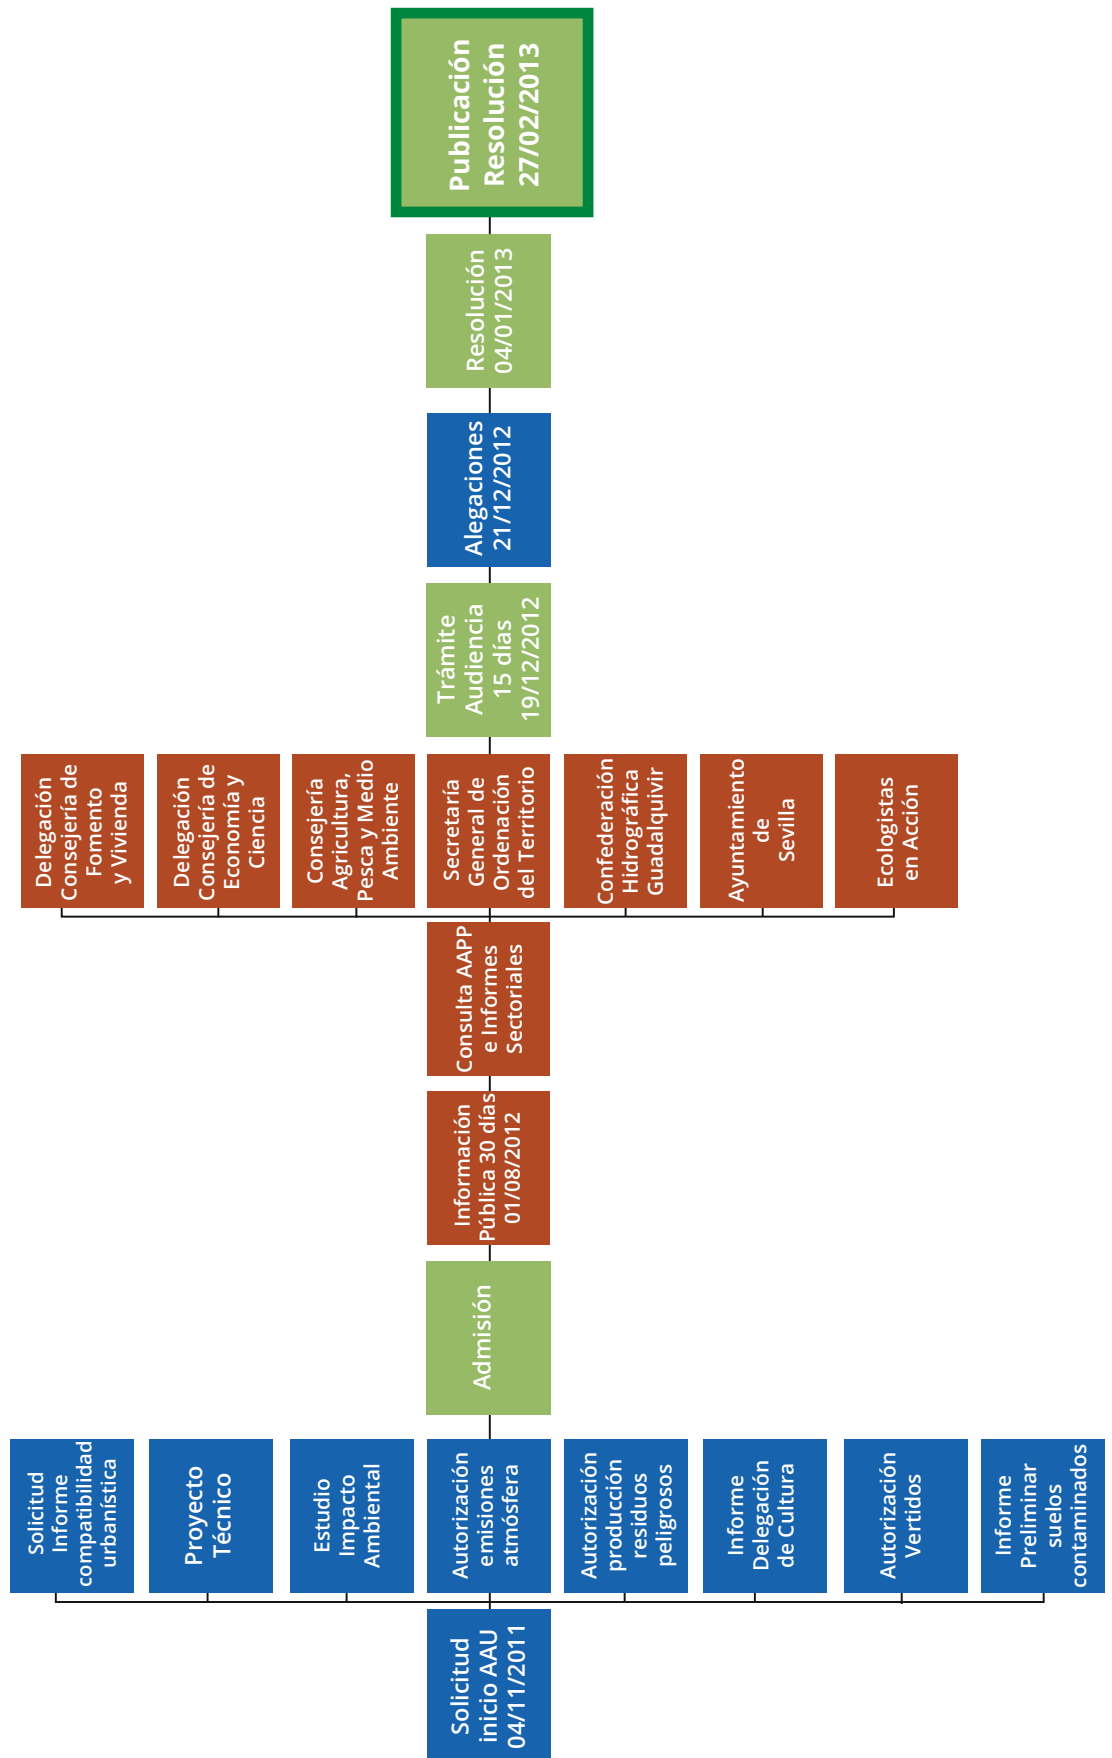 Solicitud
inicio AAU
04/11/2011
Solicitud
Informe
compatibilidad
urbanística
Proyecto
Técnico
Estudio
Impacto
Ambiental
Autorización
emisiones
atmósfera
Autorización
producción
residuos
peligrosos
Informe
Delegación
de Cultura
Autorización
Vertidos
Informe
Preliminar
suelos
contaminados
Admisión
Información
Pública 30 días
01/08/2012
Consulta AAPP
e Informes
Sectoriales
Delegación
Consejería de
Fomento
y Vivienda
Delegación
Consejería de
Economía y
Ciencia
Consejería
Agricultura,
Pesca y Medio
Ambiente
Secretaría
General de
Ordenación
del Territorio
Confederación
Hidrográfica
Guadalquivir
Ayuntamiento
de
Sevilla
Ecologistas
en Acción
Trámite
Audiencia
15 días
19/12/2012
Alegaciones
21/12/2012
Resolución
04/01/2013
Publicación
Resolución
27/02/2013